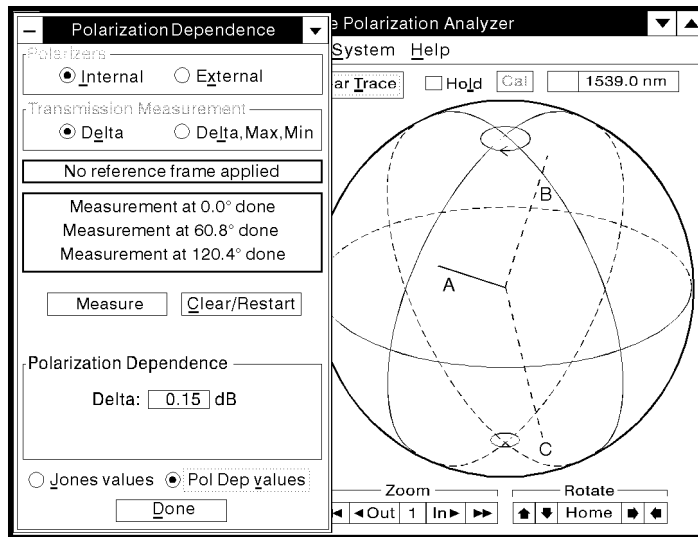 Polarization Dependence
Polarizers
Internal
External
Transmission Measurement
Delta
Delta,Max,Min
No reference frame applied
Measurement at 0.0° done
Measurement at 60.8° done
Measurement at 120.4° done
Measure
Clear/Restart
Polarization Dependence
Delta: 0.15 dB
Jones values
Pol Dep values
Done
e Polarization Analyzer
System Help
ar Trace
Hold
Cal
1539.0 nm
B
A
C
Zoom
Out 1 In
Rotate
Home